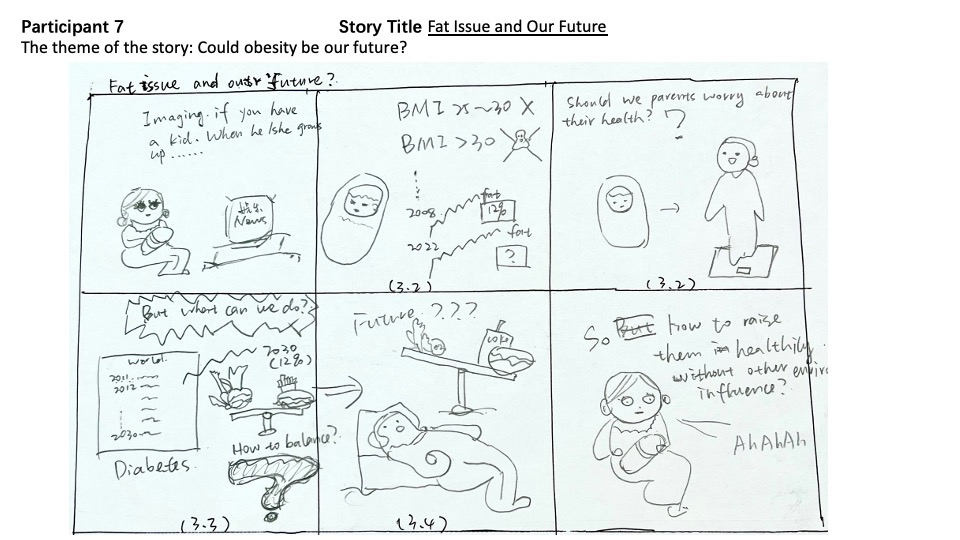 Participant 7
Story Title Fat Issue and Our Future
The theme of the story: Could obesity be our future?
Fat issue and our future?
Imaging. if you have
a kid. When he/she grows
up ......
News
BMI 25~30 X
BMI >30
2008
fat
12%
2022
fat
?
(3.2)
Should we parents worry about
their health? ?
(3.2)
But what can we do?
World.
2011
2012
2030
Diabetes.
2030
(12%)
How to balance?
(3.3)
Future ???
(3.4)
So But how to raise
them in healthily
without other enviro
influence?
AhAhAh